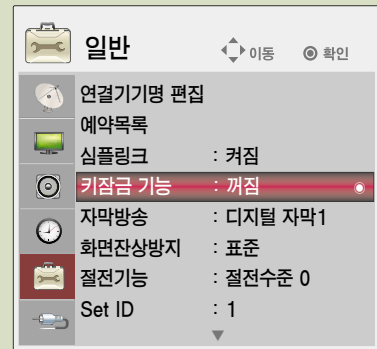 일반 이동 확인
연결기기명 편집
예약목록
심플링크 : 켜짐
키잠금 기능 : 꺼짐
자막방송 : 디지털 자막1
화면잔상방지 : 표준
절전기능 : 절전수준 0
Set ID : 1